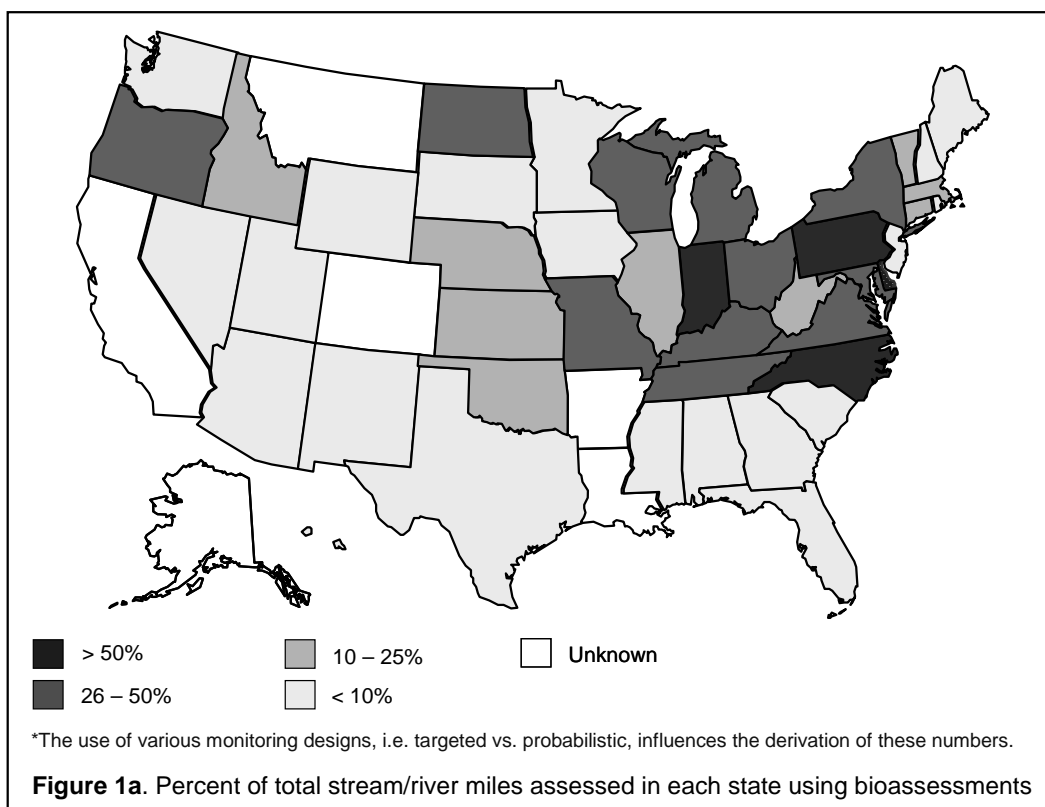 > 50%
10 – 25%
Unknown
26 – 50%
< 10%
*The use of various monitoring designs, i.e. targeted vs. probabilistic, influences the derivation of these numbers.
Figure 1a. Percent of total stream/river miles assessed in each state using bioassessments